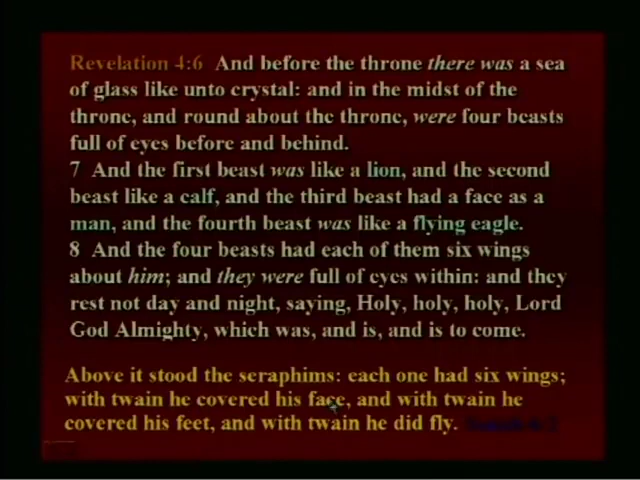 Revelation 4:6 And before the throne there was a sea
of glass like unto crystal: and in the midst of the
throne, and round about the throne, were four beasts
full of eyes before and behind.
7 And the first beast was like a lion, and the second
beast like a calf, and the third beast had a face as a
man, and the fourth beast was like a flying eagle.
8 And the four beasts had each of them six wings
about him; and they were full of eyes within: and they
rest not day and night, saying, Holy, holy, holy, Lord
God Almighty, which was, and is, and is to come.
Above it stood the seraphims: each one had six wings;
with twain he covered his face, and with twain he
covered his feet, and with twain he did fly.